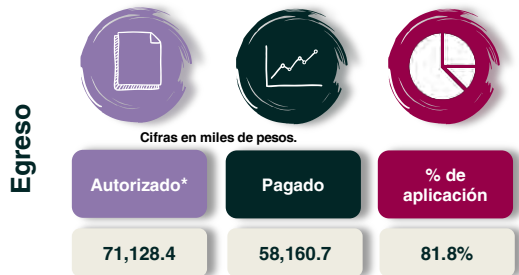 Egreso
Cifras en miles de pesos.
Autorizado*
Pagado
% de
aplicación
71,128.4
58,160.7
81.8%